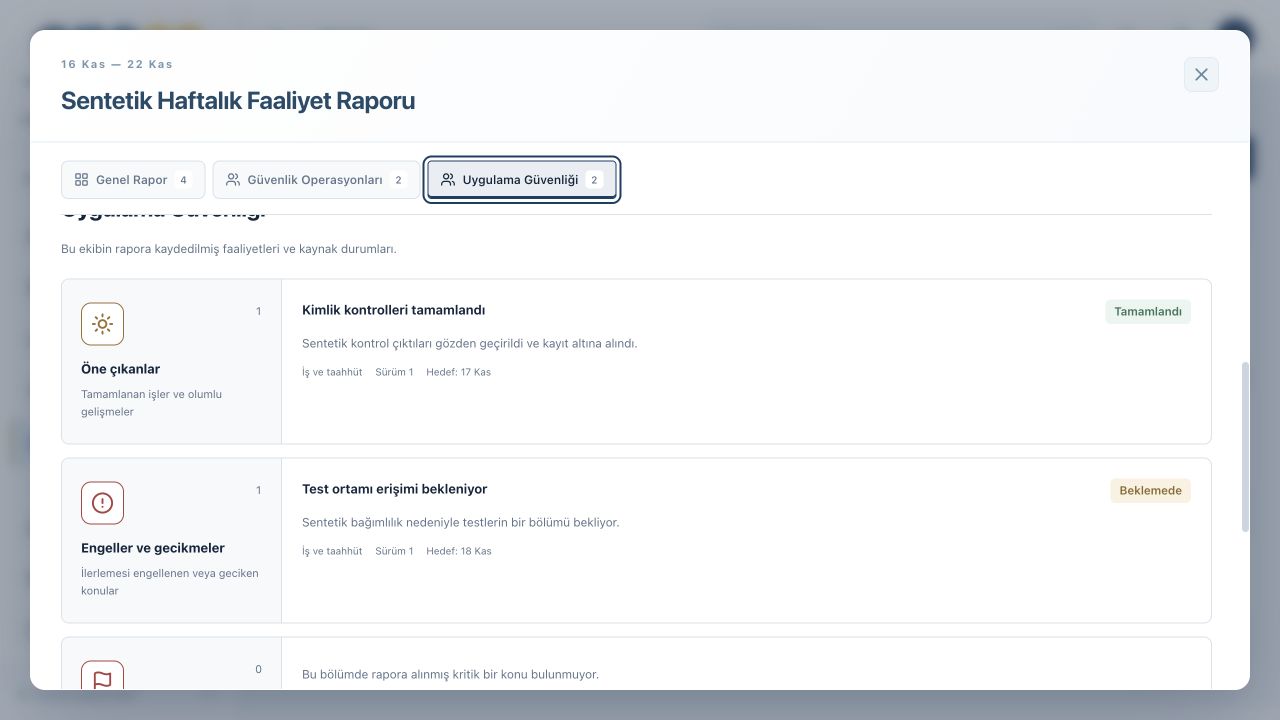 16 Kas — 22 Kas
Sentetik Haftalık Faaliyet Raporu
Genel Rapor 4
Güvenlik Operasyonları 2
Uygulama Güvenliği 2
Uygulama Güvenliği
Bu ekibin rapora kaydedilmiş faaliyetleri ve kaynak durumları.
1
Öne çıkanlar
Tamamlanan işler ve olumlu
gelişmeler
Kimlik kontrolleri tamamlandı
Tamamlandı
Sentetik kontrol çıktıları gözden geçirildi ve kayıt altına alındı.
İş ve taahhüt Sürüm 1 Hedef: 17 Kas
1
Engeller ve gecikmeler
İlerlemesi engellenen veya geciken
konular
Test ortamı erişimi bekleniyor
Beklemede
Sentetik bağımlılık nedeniyle testlerin bir bölümü bekliyor.
İş ve taahhüt Sürüm 1 Hedef: 18 Kas
0
Bu bölümde rapora alınmış kritik bir konu bulunmuyor.